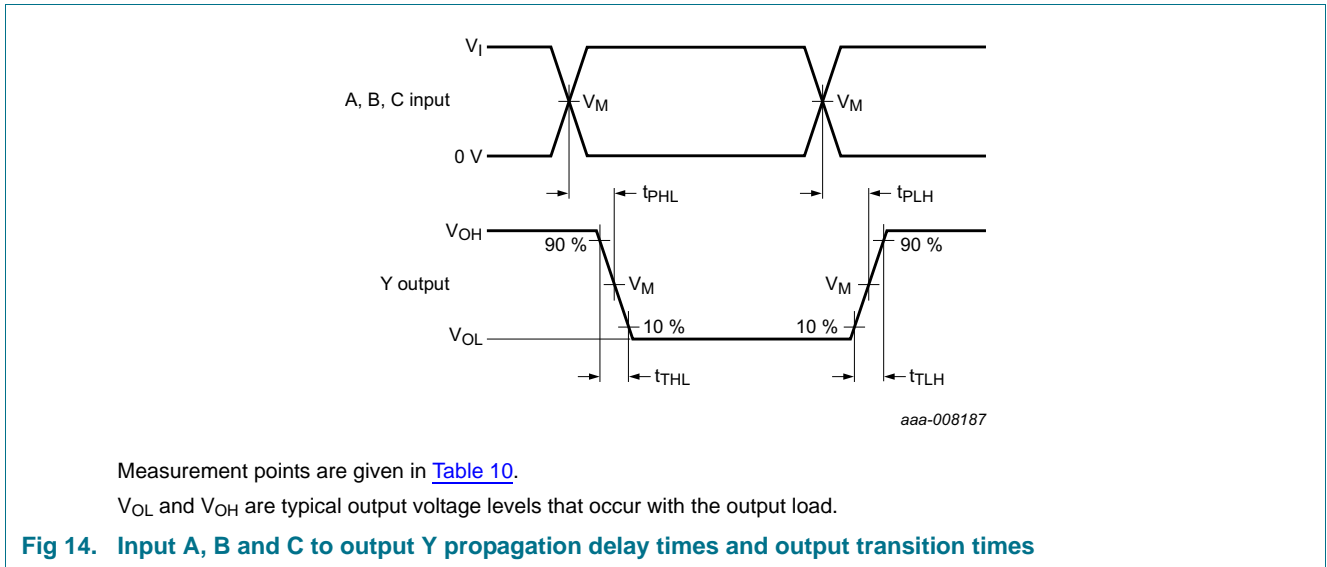 VI
A, B, C input
VM
VM
0 V
tPHL
tPLH
VOH
90 %
90 %
Y output
VM
VM
10 %
10 %
VOL
tTHL
tTLH
aaa-008187
Measurement points are given in Table 10.
VOL and VOH are typical output voltage levels that occur with the output load.
Fig 14. Input A, B and C to output Y propagation delay times and output transition times